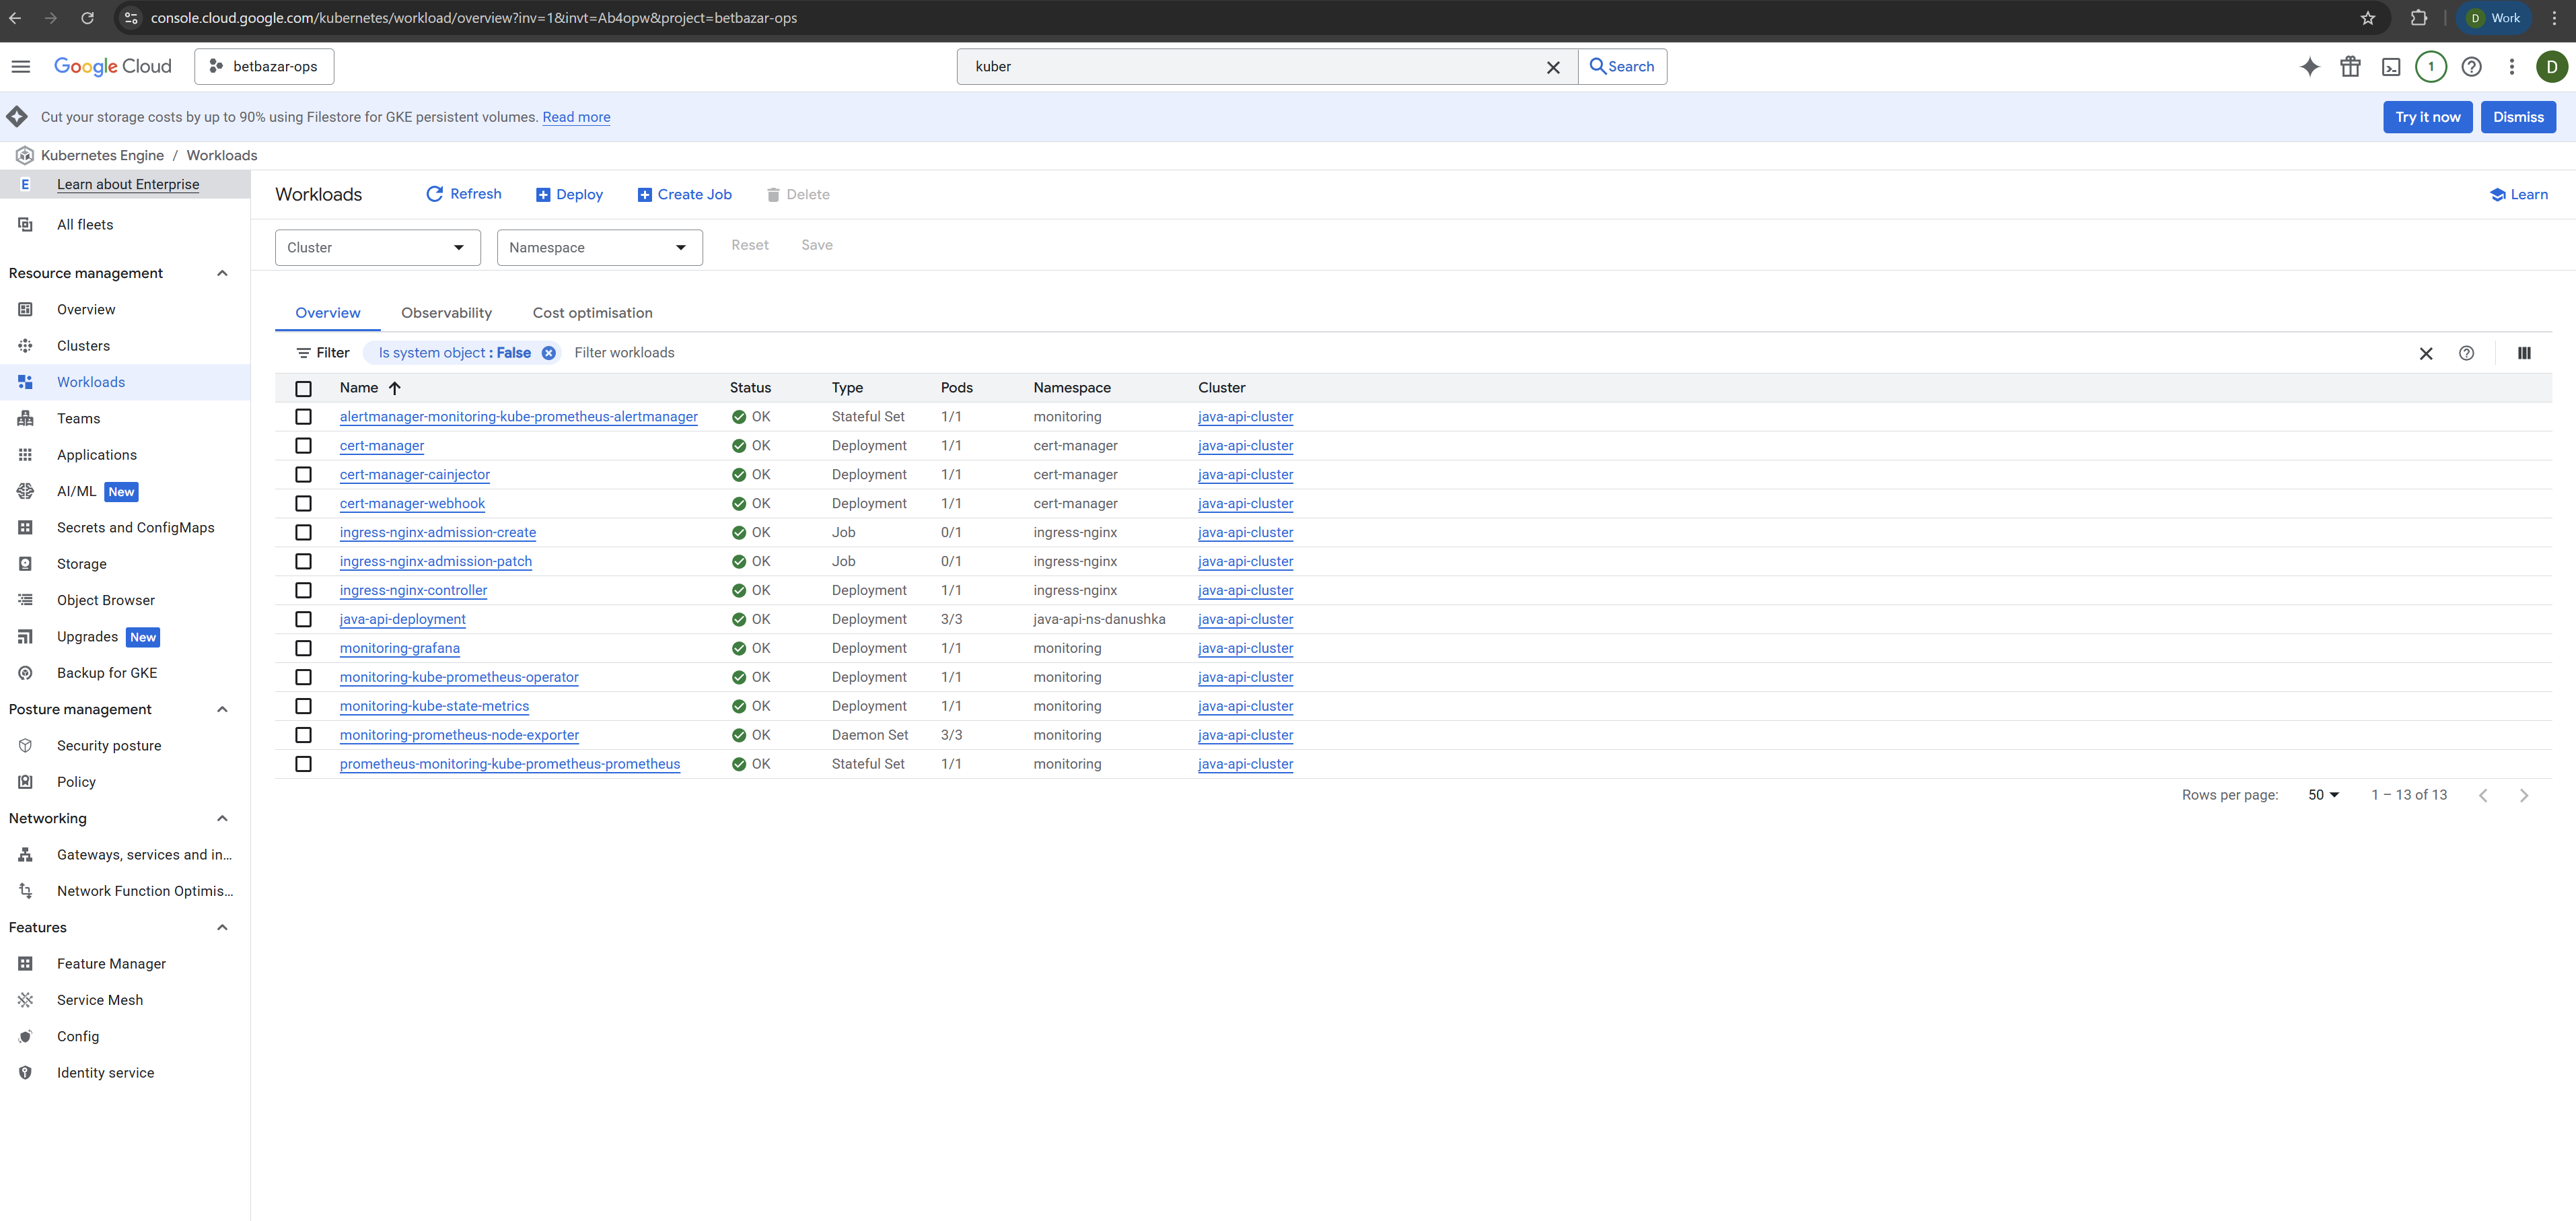 console.cloud.google.com/kubernetes/workload/overview?inv=1&invt=Ab4opw&project=betbazar-ops
D Work
Google Cloud
betbazar-ops
kuber
Search
1
D
Cut your storage costs by up to 90% using Filestore for GKE persistent volumes. Read more
Try it now
Dismiss
Kubernetes Engine / Workloads
E Learn about Enterprise
All fleets
Resource management
Overview
Clusters
Workloads
Teams
Applications
AI/ML New
Secrets and ConfigMaps
Storage
Object Browser
Upgrades New
Backup for GKE
Posture management
Security posture
Policy
Networking
Gateways, services and in...
Network Function Optimis...
Features
Feature Manager
Service Mesh
Config
Identity service
Workloads Refresh Deploy Create Job Delete Learn
Cluster Namespace Reset Save
Overview Observability Cost optimisation
Filter Is system object : False Filter workloads
Name Status Type Pods Namespace Cluster
alertmanager-monitoring-kube-prometheus-alertmanager OK Stateful Set 1/1 monitoring java-api-cluster
cert-manager OK Deployment 1/1 cert-manager java-api-cluster
cert-manager-cainjector OK Deployment 1/1 cert-manager java-api-cluster
cert-manager-webhook OK Deployment 1/1 cert-manager java-api-cluster
ingress-nginx-admission-create OK Job 0/1 ingress-nginx java-api-cluster
ingress-nginx-admission-patch OK Job 0/1 ingress-nginx java-api-cluster
ingress-nginx-controller OK Deployment 1/1 ingress-nginx java-api-cluster
java-api-deployment OK Deployment 3/3 java-api-ns-danushka java-api-cluster
monitoring-grafana OK Deployment 1/1 monitoring java-api-cluster
monitoring-kube-prometheus-operator OK Deployment 1/1 monitoring java-api-cluster
monitoring-kube-state-metrics OK Deployment 1/1 monitoring java-api-cluster
monitoring-prometheus-node-exporter OK Daemon Set 3/3 monitoring java-api-cluster
prometheus-monitoring-kube-prometheus-prometheus OK Stateful Set 1/1 monitoring java-api-cluster
Rows per page: 50 1 – 13 of 13